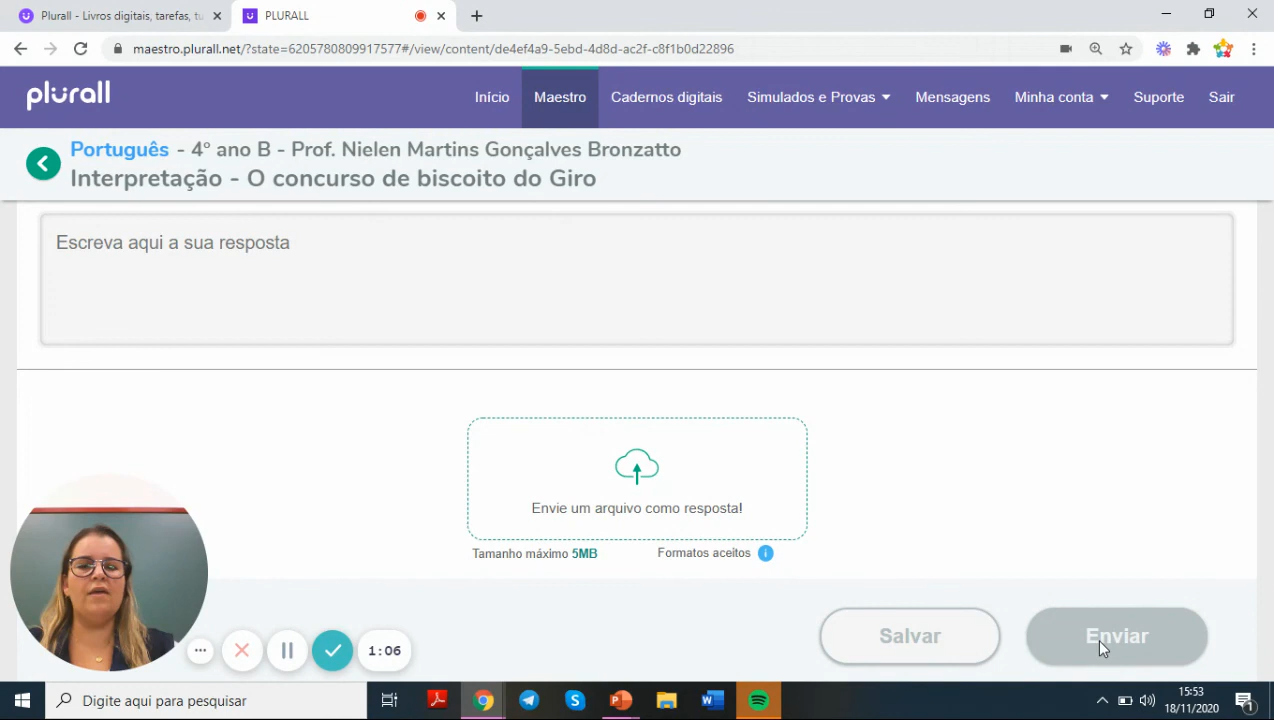 Plurall - Livros digitais, tarefas, tu
PLURALL
maestro.plurall.net/?state=6205780809917577#/view/content/de4ef4a9-5ebd-4d8d-ac2f-c8f1b0d22896
plurall
Início
Maestro
Cadernos digitais
Simulados e Provas
Mensagens
Minha conta
Suporte
Sair
Português - 4° ano B - Prof. Nielen Martins Gonçalves Bronzatto
Interpretação - O concurso de biscoito do Giro
Escreva aqui a sua resposta
Envie um arquivo como resposta!
Tamanho máximo 5MB
Formatos aceitos i
Salvar
Enviar
1:06
Digite aqui para pesquisar
15:53
18/11/2020
1